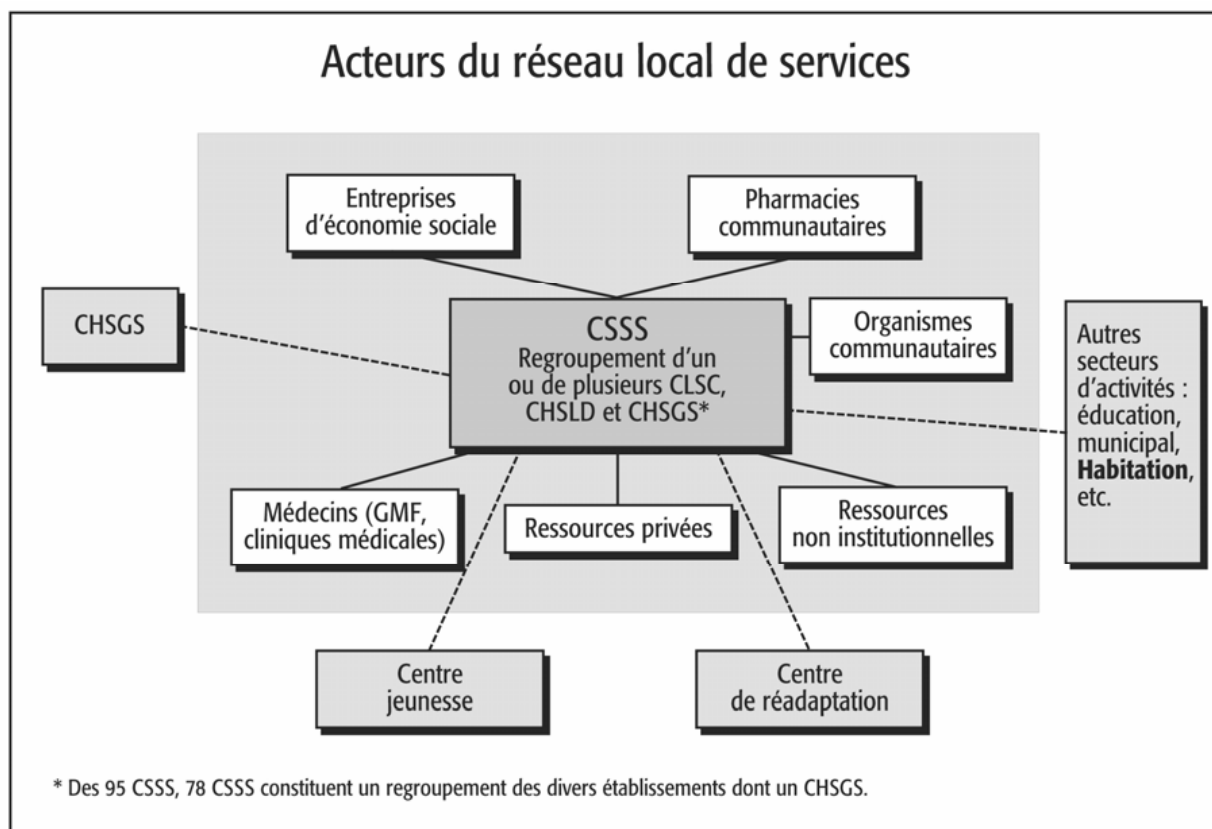 Acteurs du réseau local de services
Entreprises
d'économie sociale
Pharmacies
communautaires
CHSGS
CSSS
Regroupement d'un
ou de plusieurs CLSC,
CHSLD et CHSGS*
Organismes
communautaires
Autres
secteurs
d'activités :
éducation,
municipal,
Habitation,
etc.
Médecins (GMF,
cliniques médicales)
Ressources privées
Ressources
non institutionnelles
Centre
jeunesse
Centre
de réadaptation
* Des 95 CSSS, 78 CSSS constituent un regroupement des divers établissements dont un CHSGS.